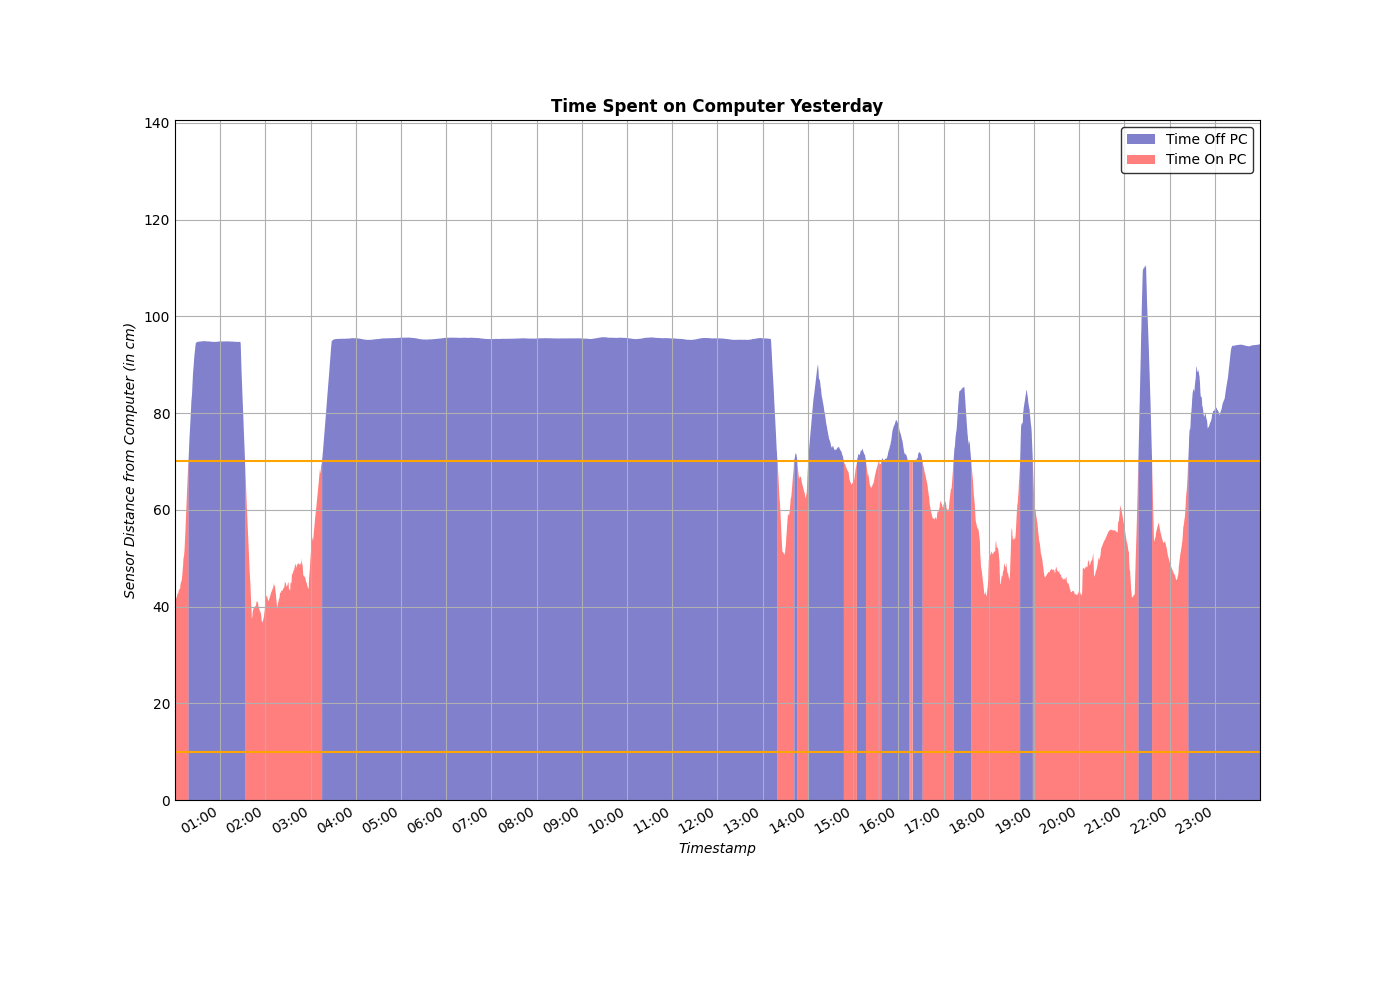 Time Spent on Computer Yesterday
Time Off PC
Time On PC
140
120
100
80
60
40
20
0
Sensor Distance from Computer (in cm)
01:00 02:00 03:00 04:00 05:00 06:00 07:00 08:00 09:00 10:00 11:00 12:00 13:00 14:00 15:00 16:00 17:00 18:00 19:00 20:00 21:00 22:00 23:00
Timestamp